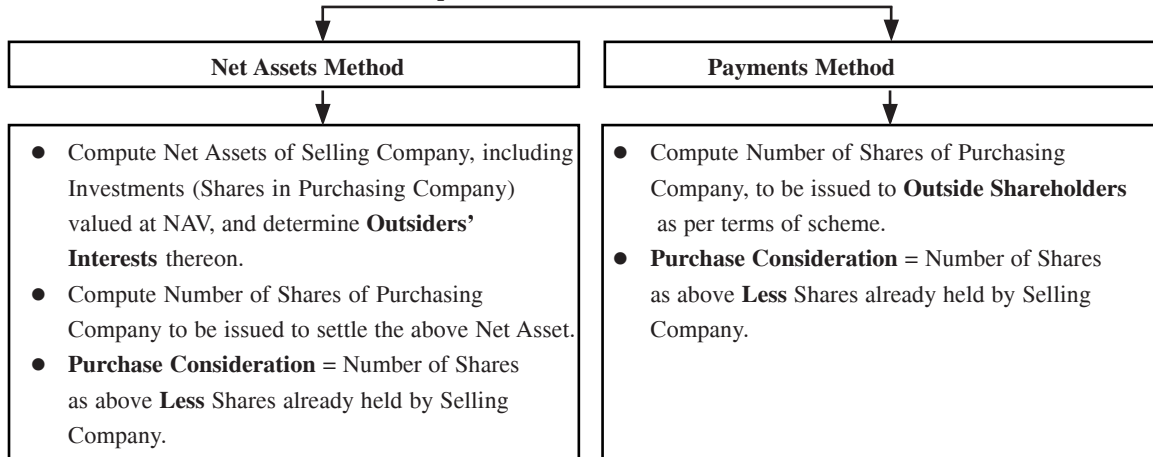 Net Assets Method
Payments Method
● Compute Net Assets of Selling Company, including
Investments (Shares in Purchasing Company)
valued at NAV, and determine Outsiders’
Interests thereon.
● Compute Number of Shares of Purchasing
Company to be issued to settle the above Net Asset.
● Purchase Consideration = Number of Shares
as above Less Shares already held by Selling
Company.
● Compute Number of Shares of Purchasing
Company, to be issued to Outside Shareholders
as per terms of scheme.
● Purchase Consideration = Number of Shares
as above Less Shares already held by Selling
Company.